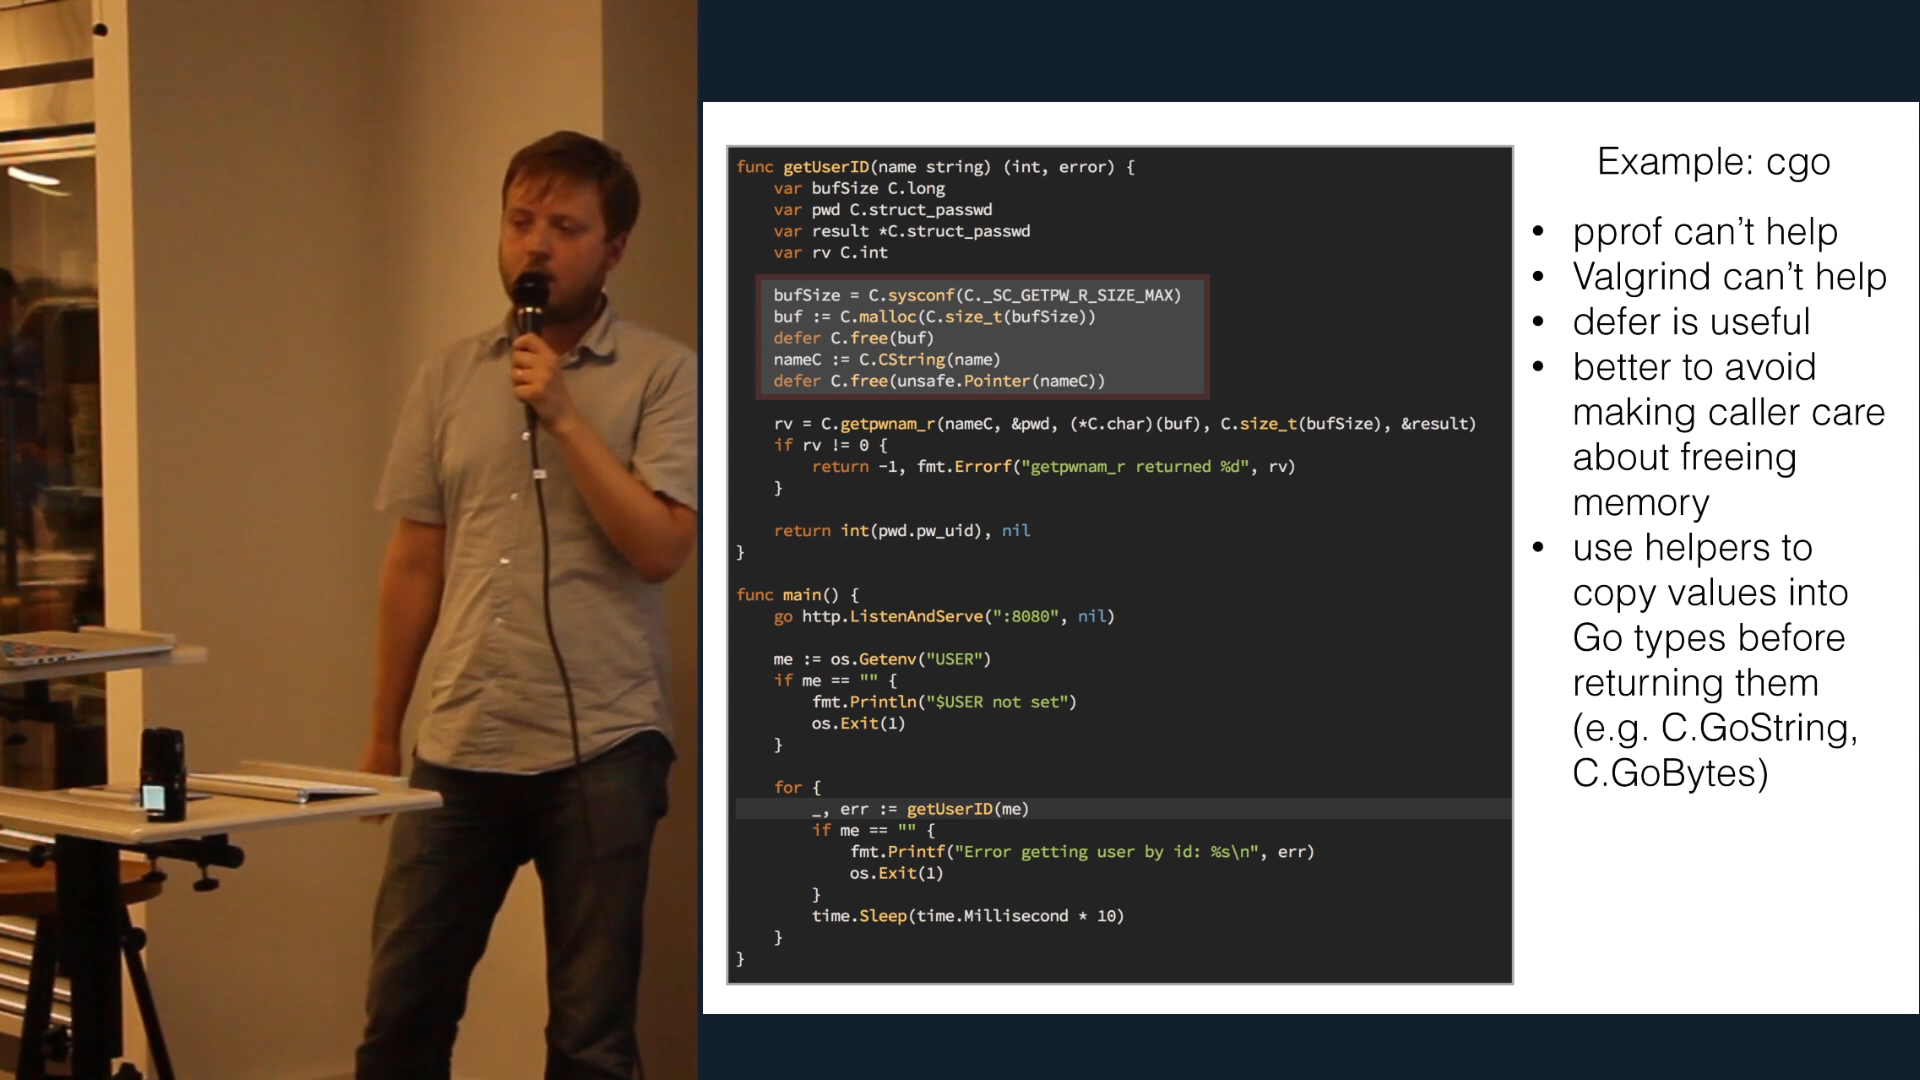 func getUserID(name string) (int, error) {
    var bufSize C.long
    var pwd C.struct_passwd
    var result *C.struct_passwd
    var rv C.int
    bufSize = C.sysconf(C._SC_GETPW_R_SIZE_MAX)
    buf := C.malloc(C.size_t(bufSize))
    defer C.free(buf)
    nameC := C.CString(name)
    defer C.free(unsafe.Pointer(nameC))
    rv = C.getpwnam_r(nameC, &pwd, (*C.char)(buf), C.size_t(bufSize), &result)
    if rv != 0 {
        return -1, fmt.Errorf("getpwnam_r returned %d", rv)
    }
    return int(pwd.pw_uid), nil
}
func main() {
    go http.ListenAndServe(":8080", nil)
    me := os.Getenv("USER")
    if me == "" {
        fmt.Println("$USER not set")
        os.Exit(1)
    }
    for {
        _, err := getUserID(me)
        if me == "" {
            fmt.Printf("Error getting user by id: %s\n", err)
            os.Exit(1)
        }
        time.Sleep(time.Millisecond * 10)
    }
}
Example: cgo
• pprof can’t help
• Valgrind can’t help
• defer is useful
• better to avoid
making caller care
about freeing
memory
• use helpers to
copy values into
Go types before
returning them
(e.g. C.GoString,
C.GoBytes)